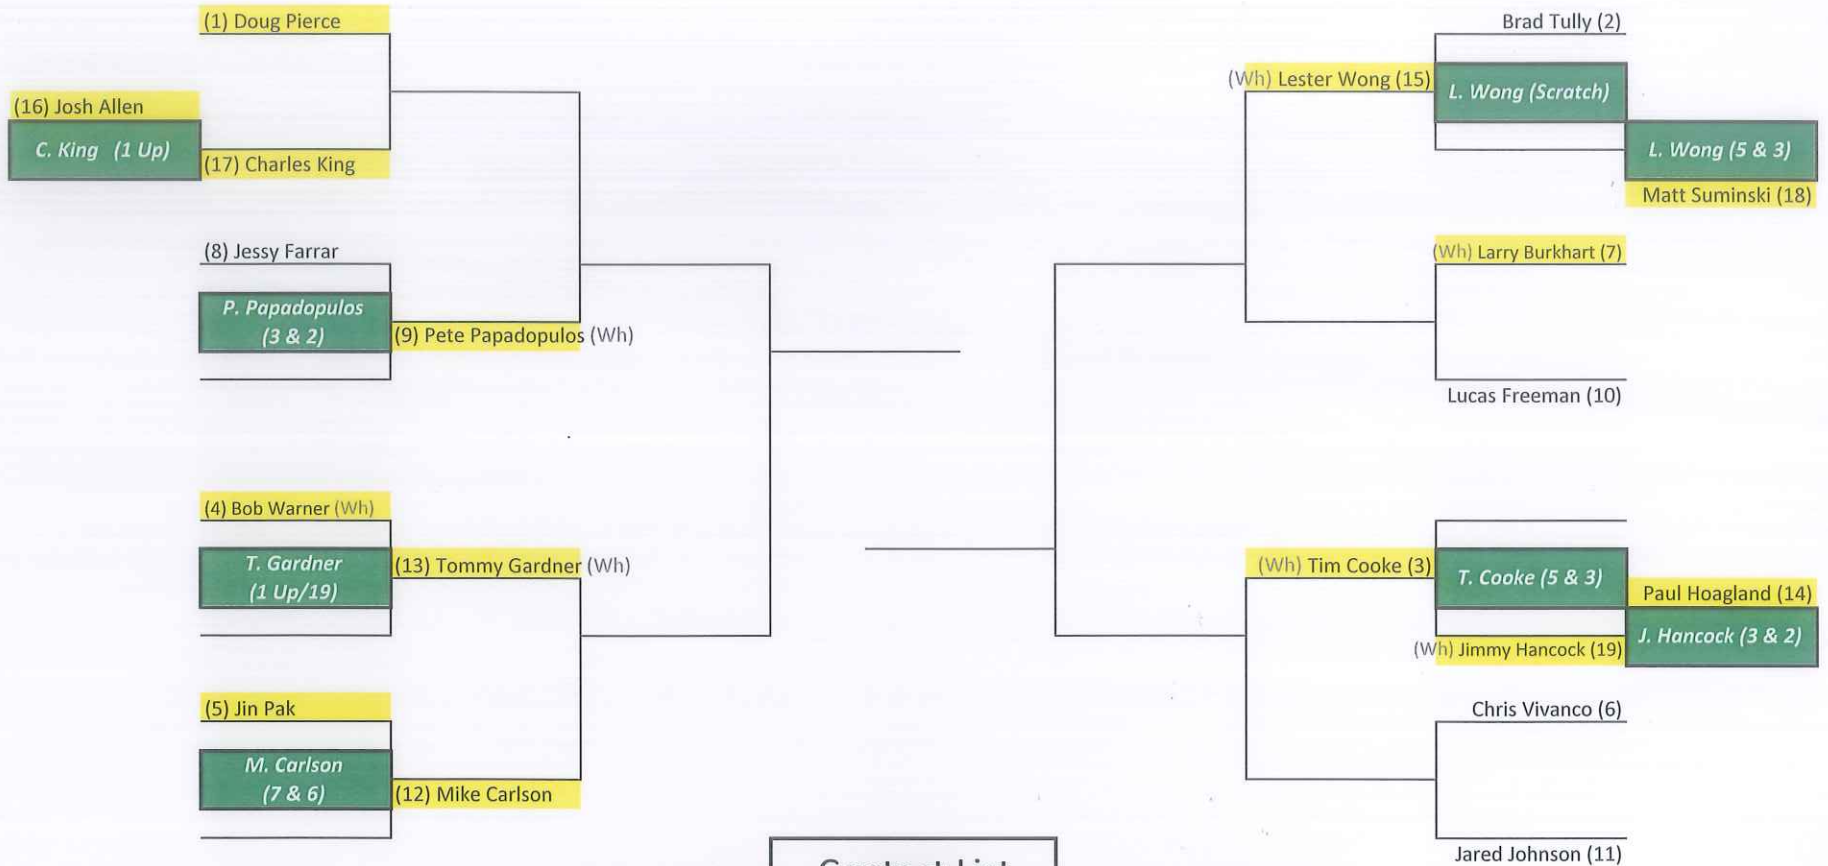 (1) Doug Pierce
(16) Josh Allen
C. King (1 Up)
(17) Charles King
(8) Jessy Farrar
P. Papadopulos
(3 & 2)
(9) Pete Papadopulos (Wh)
(4) Bob Warner (Wh)
T. Gardner
(1 Up/19)
(13) Tommy Gardner (Wh)
(5) Jin Pak
M. Carlson
(7 & 6)
(12) Mike Carlson
Brad Tully (2)
(Wh) Lester Wong (15)
L. Wong (Scratch)
L. Wong (5 & 3)
Matt Suminski (18)
(Wh) Larry Burkhart (7)
Lucas Freeman (10)
(Wh) Tim Cooke (3)
T. Cooke (5 & 3)
Paul Hoagland (14)
J. Hancock (3 & 2)
(Wh) Jimmy Hancock (19)
Chris Vivanco (6)
Jared Johnson (11)